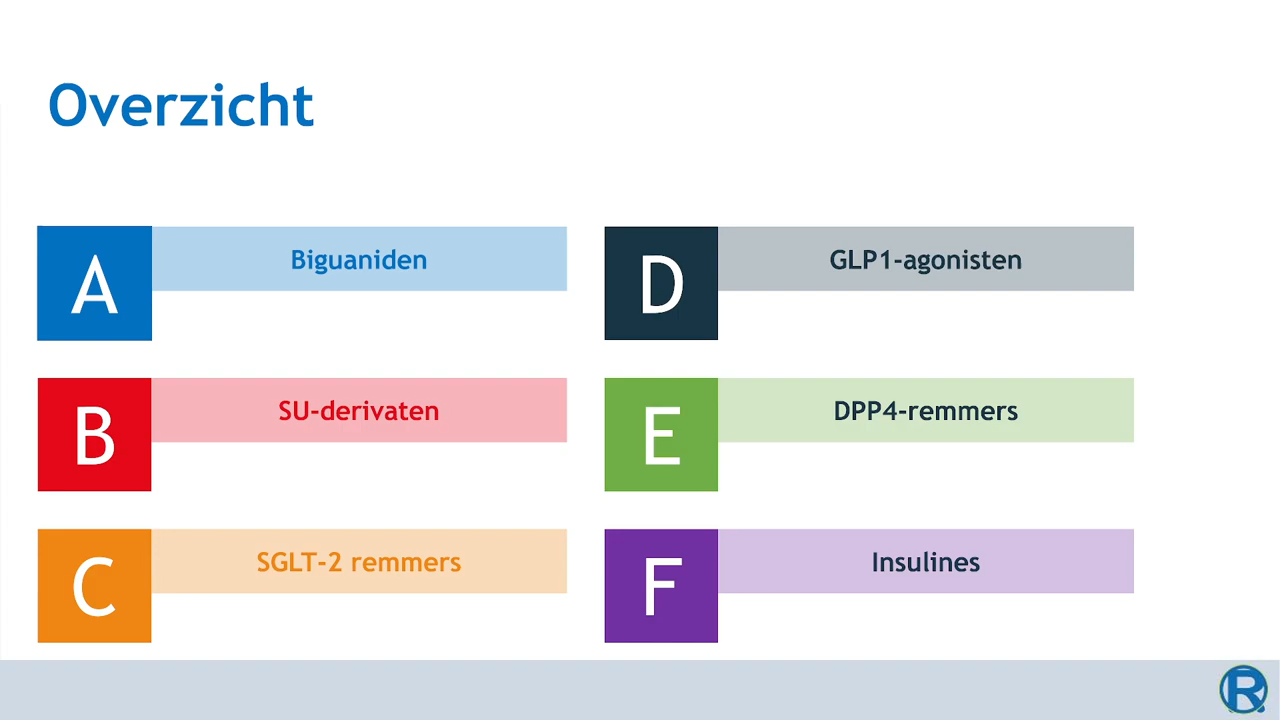 Overzicht
A
Biguaniden
B
SU-derivaten
C
SGLT-2 remmers
D
GLP1-agonisten
E
DPP4-remmers
F
Insulines
R